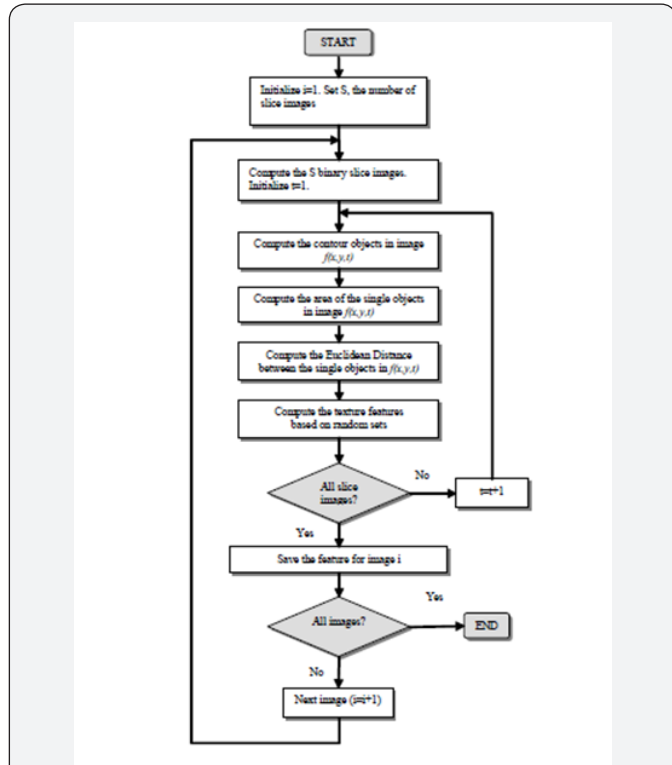 START
Initialize i=1. Set S, the number of
slice images
Compute the S binary slice images.
Initialize t=1.
Compute the contour objects in image
f(x,y,t)
Compute the area of the single objects
in image f(x,y,t)
Compute the Euclidean Distance
between the single objects in f(x,y,t)
Compute the texture features
based on random sets
All slice
images?
No
t=t+1
Yes
Save the feature for image i
Yes
All images?
END
No
Next image (i=i+1)